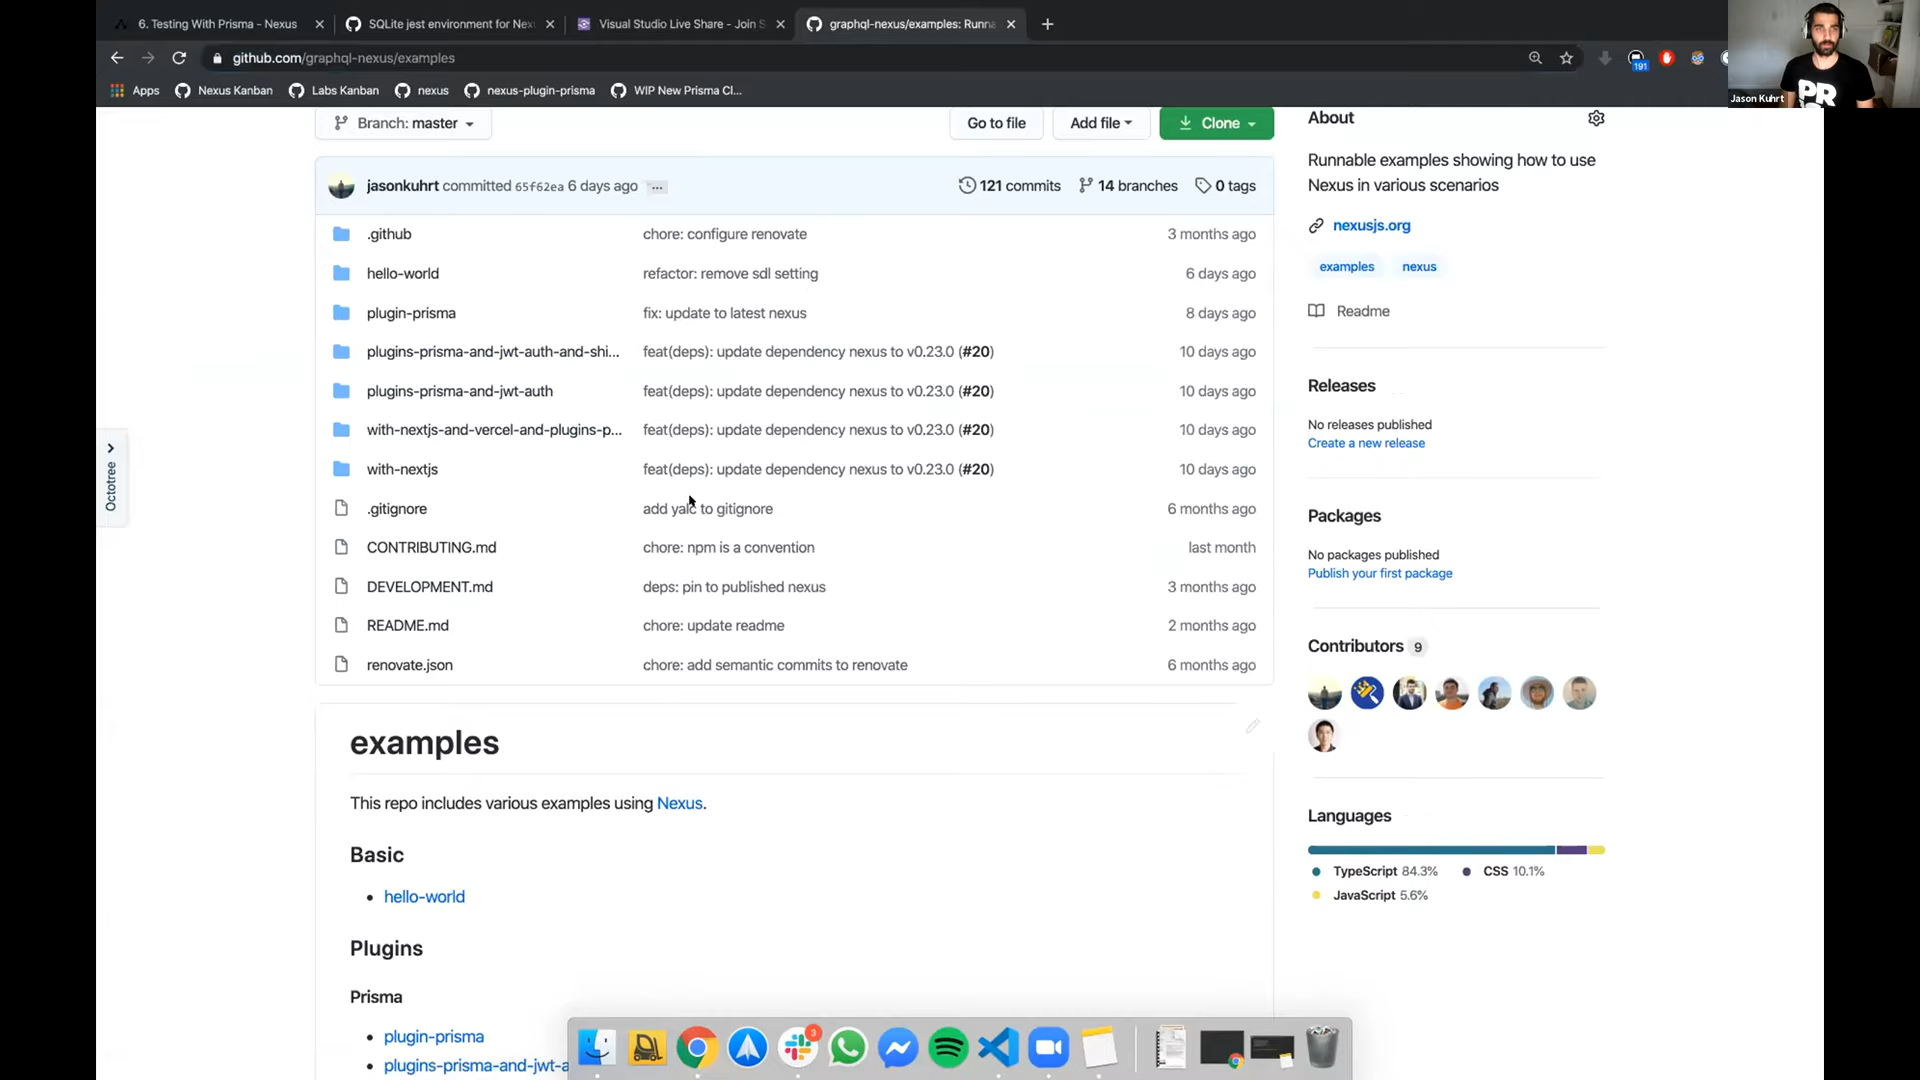 6. Testing With Prisma - Nexus
SQLite jest environment for Nex
Visual Studio Live Share - Join S
graphql-nexus/examples: Runna
github.com/graphql-nexus/examples
191
Apps
Nexus Kanban
Labs Kanban
nexus
nexus-plugin-prisma
WIP New Prisma Cl...
Jason Kuhrt
PR
Branch: master
Go to file
Add file
Clone
jasonkuhrt committed 65f62ea 6 days ago ...
121 commits
14 branches
0 tags
.github chore: configure renovate 3 months ago
hello-world refactor: remove sdl setting 6 days ago
plugin-prisma fix: update to latest nexus 8 days ago
plugins-prisma-and-jwt-auth-and-shi... feat(deps): update dependency nexus to v0.23.0 (#20) 10 days ago
plugins-prisma-and-jwt-auth feat(deps): update dependency nexus to v0.23.0 (#20) 10 days ago
with-nextjs-and-vercel-and-plugins-p... feat(deps): update dependency nexus to v0.23.0 (#20) 10 days ago
with-nextjs feat(deps): update dependency nexus to v0.23.0 (#20) 10 days ago
.gitignore add yalc to gitignore 6 months ago
CONTRIBUTING.md chore: npm is a convention last month
DEVELOPMENT.md deps: pin to published nexus 3 months ago
README.md chore: update readme 2 months ago
renovate.json chore: add semantic commits to renovate 6 months ago
Octotree
examples
This repo includes various examples using Nexus.
Basic
hello-world
Plugins
Prisma
plugin-prisma
plugins-prisma-and-jwt-a
About
Runnable examples showing how to use
Nexus in various scenarios
nexusjs.org
examples
nexus
Readme
Releases
No releases published
Create a new release
Packages
No packages published
Publish your first package
Contributors 9
Languages
TypeScript 84.3%
CSS 10.1%
JavaScript 5.6%
3